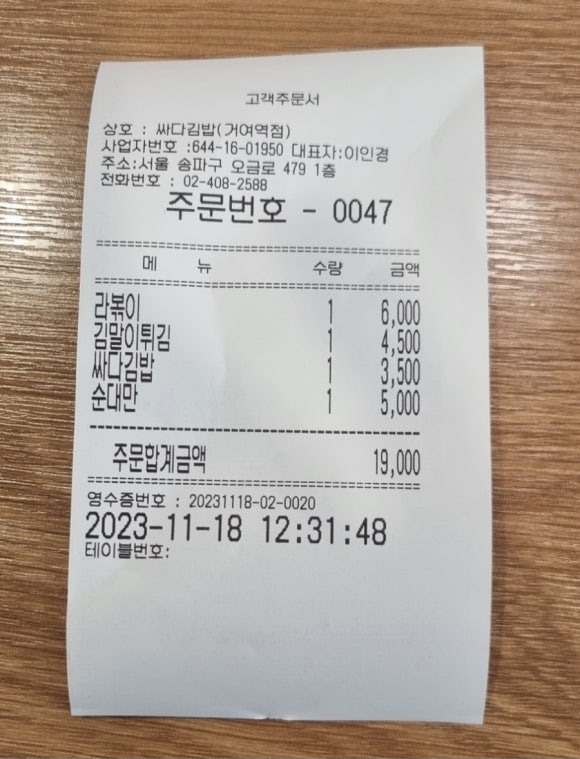 고객주문서
상호 : 싸다김밥(거여역점)
사업자번호 :644-16-01950 대표자:이인경
주소:서울 송파구 오금로 479 1층
전화번호 : 02-408-2588
주문번호 - 0047
메 뉴 수량 금액
라볶이 1 6,000
김말이튀김 1 4,500
싸다김밥 1 3,500
순대만 1 5,000
주문합계금액 19,000
영수증번호 : 20231118-02-0020
2023-11-18 12:31:48
테이블번호: